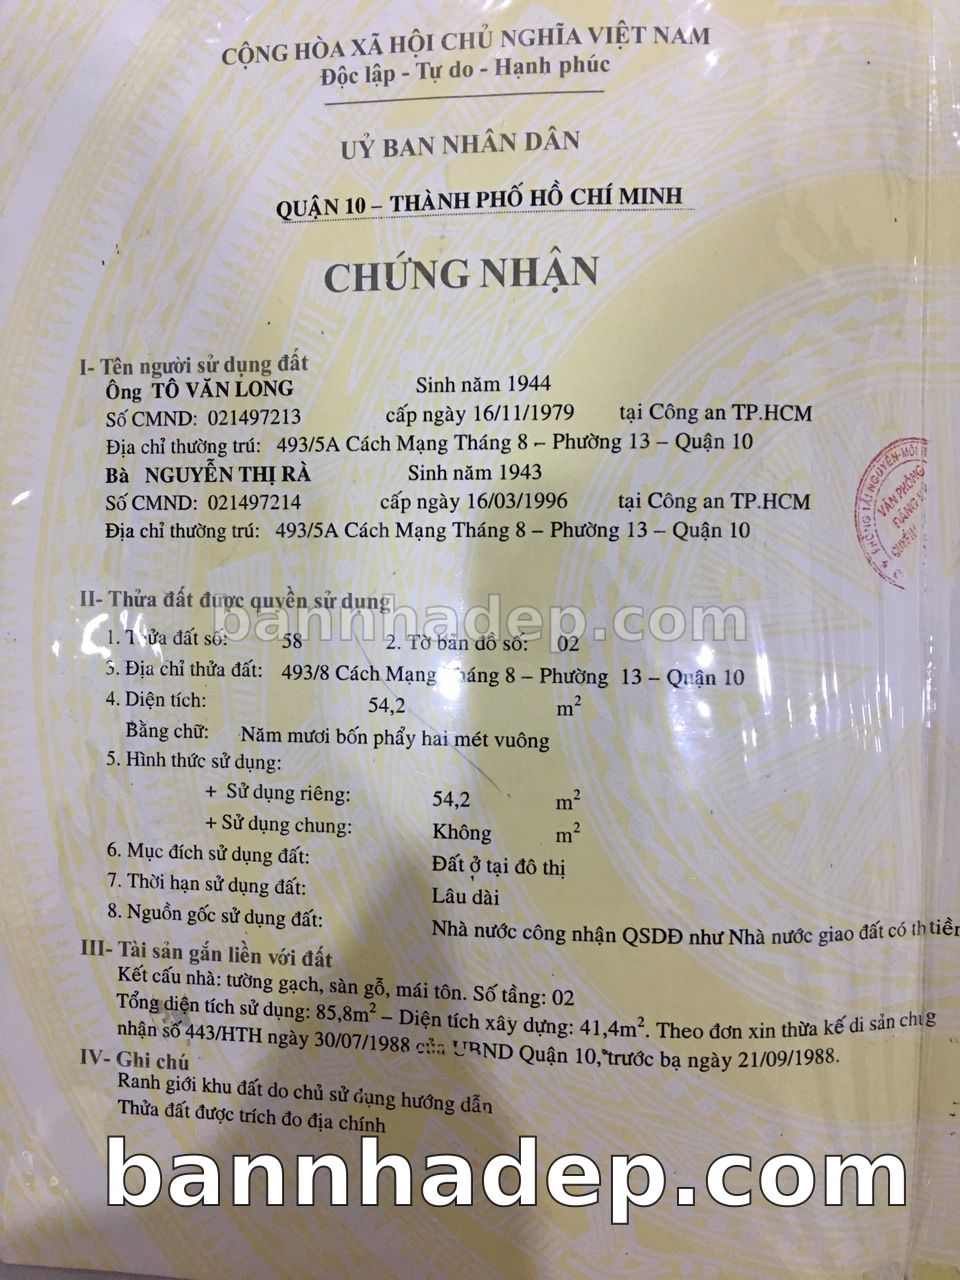 CỘNG HÒA XÃ HỘI CHỦ NGHĨA VIỆT NAM
Độc lập - Tự do - Hạnh phúc
UỶ BAN NHÂN DÂN
QUẬN 10 – THÀNH PHỐ HỒ CHÍ MINH
CHỨNG NHẬN
I- Tên người sử dụng đất
Ông TÔ VĂN LONG Sinh năm 1944
Số CMND: 021497213 cấp ngày 16/11/1979 tại Công an TP.HCM
Địa chỉ thường trú: 493/5A Cách Mạng Tháng 8 – Phường 13 – Quận 10
Bà NGUYỄN THỊ RÀ Sinh năm 1943
Số CMND: 021497214 cấp ngày 16/03/1996 tại Công an TP.HCM
Địa chỉ thường trú: 493/5A Cách Mạng Tháng 8 – Phường 13 – Quận 10
PHÒNG TÀI NGUYÊN-MÔI
VĂN PHÒNG
ĐĂNG
QUYỀN
II- Thửa đất được quyền sử dụng
bannhadep.com
1. Thửa đất số: 58 2. Tờ bản đồ số: 02
3. Địa chỉ thửa đất: 493/8 Cách Mạng Tháng 8 – Phường 13 – Quận 10
4. Diện tích: 54,2 m²
Bằng chữ: Năm mươi bốn phẩy hai mét vuông
5. Hình thức sử dụng:
+ Sử dụng riêng: 54,2 m²
+ Sử dụng chung: Không m²
6. Mục đích sử dụng đất: Đất ở tại đô thị
7. Thời hạn sử dụng đất: Lâu dài
8. Nguồn gốc sử dụng đất: Nhà nước công nhận QSDĐ như Nhà nước giao đất có th tiền
III- Tài sản gắn liền với đất
Kết cấu nhà: tường gạch, sàn gỗ, mái tôn. Số tầng: 02
Tổng diện tích sử dụng: 85,8m² – Diện tích xây dựng: 41,4m². Theo đơn xin thừa kế di sản
nhận số 443/HTH ngày 30/07/1988 của UBND Quận 10, trước bạ ngày 21/09/1988.
IV- Ghi chú
Ranh giới khu đất do chủ sử dụng hướng dẫn
Thửa đất được trích đo địa chính
bannhadep.com